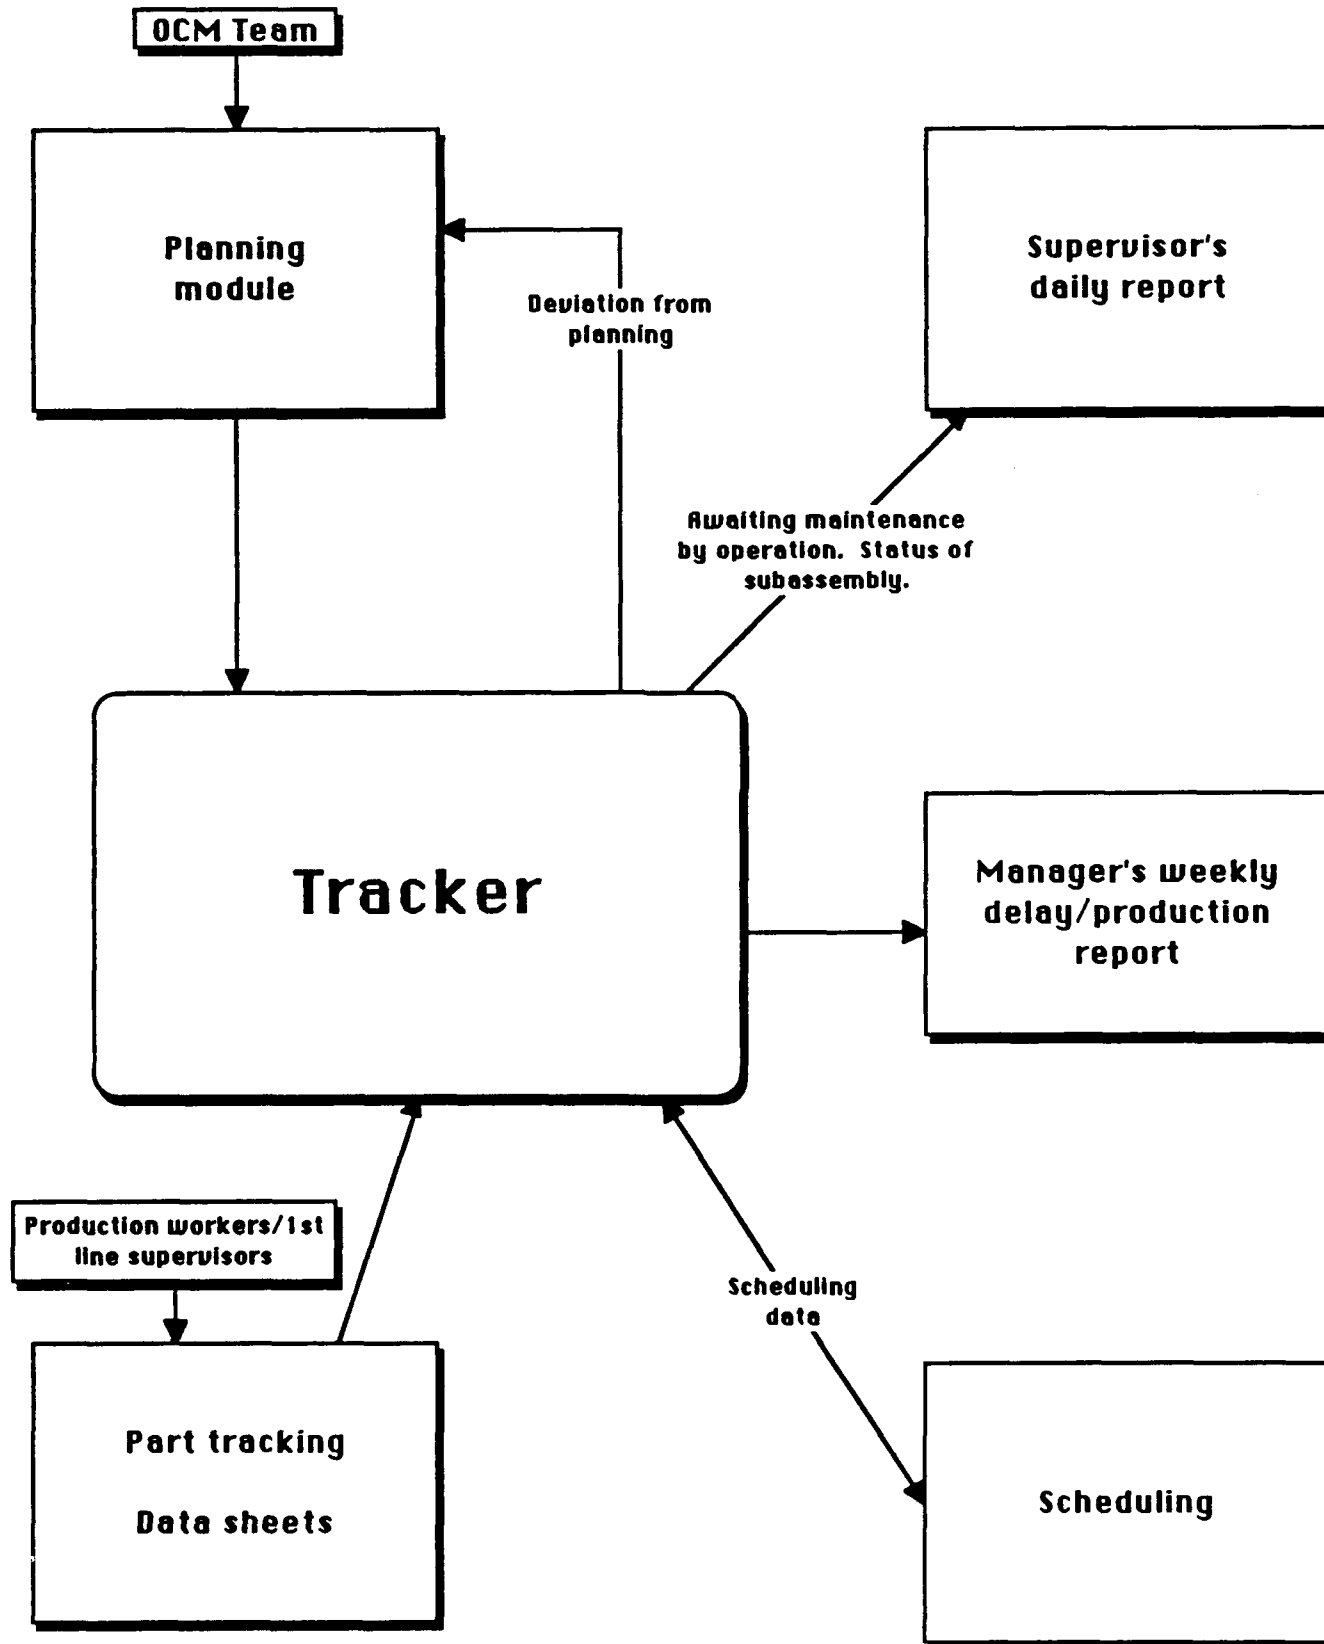 OCM Team
Planning
module
Supervisor's
daily report
Deviation from
planning
Awaiting maintenance
by operation. Status of
subassembly.
Tracker
Manager's weekly
delay/production
report
Production workers/1st
line supervisors
Scheduling
data
Part tracking
Data sheets
Scheduling